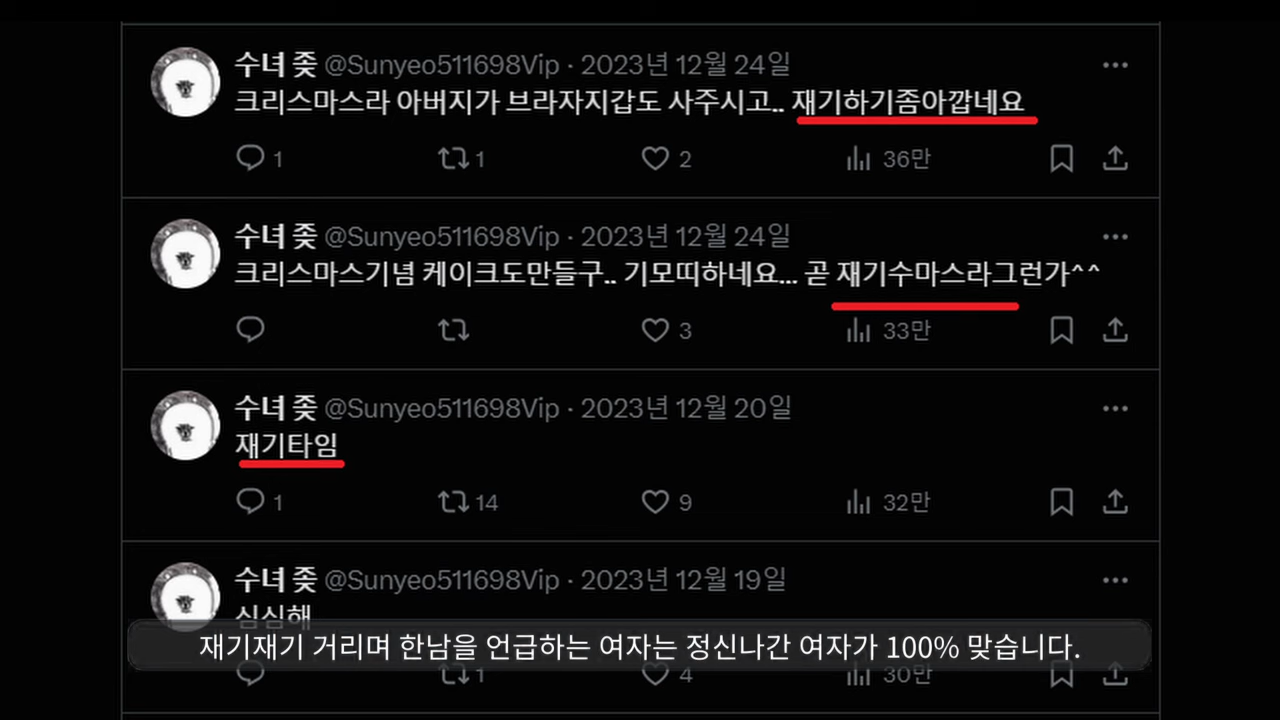 수녀 좆 @Sunyeo511698Vip · 2023년 12월 24일
크리스마스라 아버지가 브라자지갑도 사주시고.. 재기하기좀아깝네요
1 1 2 36만
수녀 좆 @Sunyeo511698Vip · 2023년 12월 24일
크리스마스기념 케이크도만들구.. 기모띠하네요... 곧 재기수마스라그런가^^
3 33만
수녀 좆 @Sunyeo511698Vip · 2023년 12월 20일
재기타임
1 14 9 32만
수녀 좆 @Sunyeo511698Vip · 2023년 12월 19일
심심해
재기재기 거리며 한남을 언급하는 여자는 정신나간 여자가 100% 맞습니다.
1 4 30만